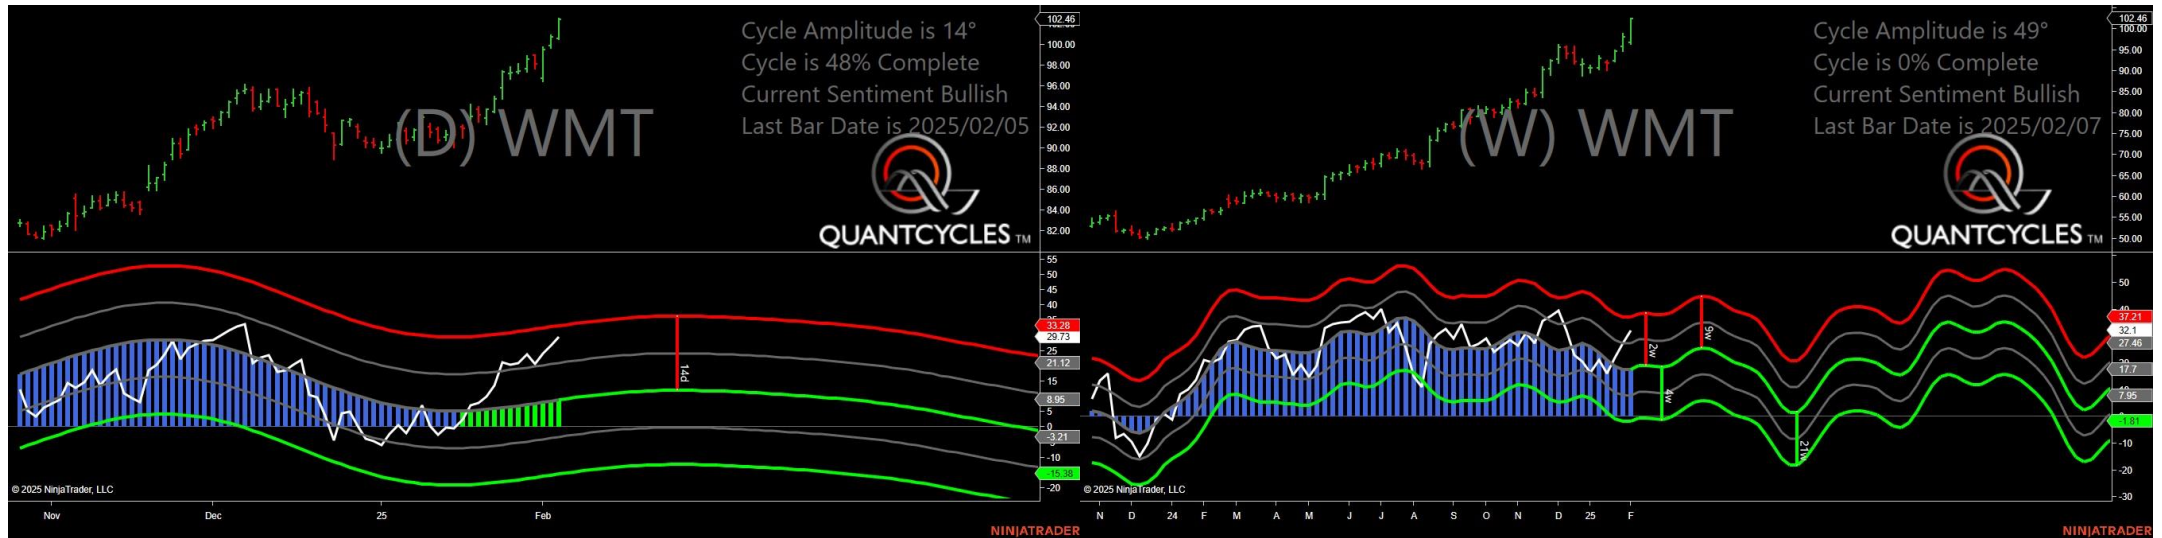 Cycle Amplitude is 14°
Cycle is 48% Complete
Current Sentiment Bullish
Last Bar Date is 2025/02/05
(D) WMT
QUANTCYCLES TM
102.46
100.00
98.00
96.00
94.00
92.00
90.00
88.00
86.00
84.00
82.00
55
50
45
40
33.28
29.73
25
21.12
15
8.95
5
0
-3.21
-10
-15.38
-20
14d
© 2025 NinjaTrader, LLC
Nov Dec 25 Feb
NINJATRADER
Cycle Amplitude is 49°
Cycle is 0% Complete
Current Sentiment Bullish
Last Bar Date is 2025/02/07
(W) WMT
QUANTCYCLES TM
102.46
100.00
95.00
90.00
85.00
80.00
75.00
70.00
65.00
60.00
55.00
50.00
50
37.21
32.1
27.46
17.7
7.95
-1.81
-10
-20
-30
2w
4w
9w
21w
© 2025 NinjaTrader, LLC
N D 24 F M A M J J A S O N D 25 F
NINJATRADER